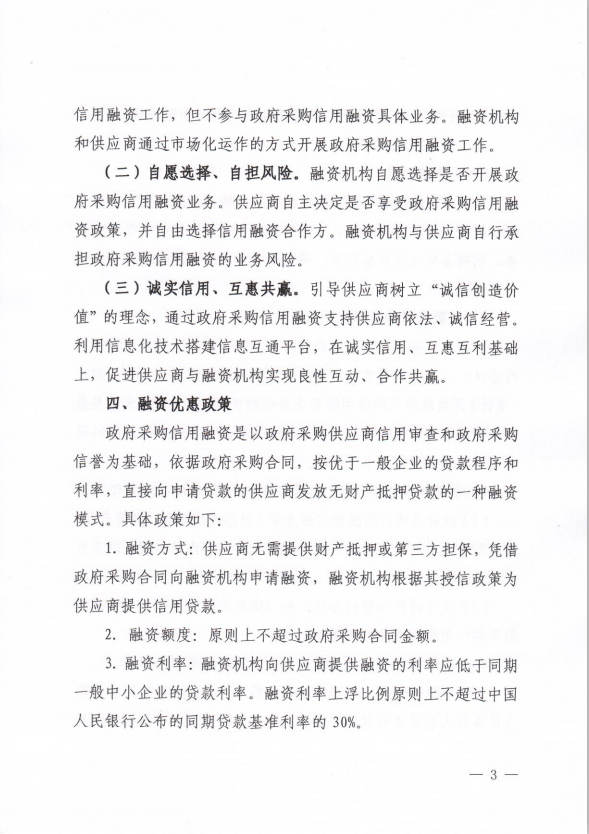 信用融资工作，但不参与政府采购信用融资具体业务。融资机构
和供应商通过市场化运作的方式开展政府采购信用融资工作。
（二）自愿选择、自担风险。融资机构自愿选择是否开展政
府采购信用融资业务。供应商自主决定是否享受政府采购信用融
资政策，并自由选择信用融资合作方。融资机构与供应商自行承
担政府采购信用融资的业务风险。
（三）诚实信用、互惠共赢。引导供应商树立“诚信创造价
值”的理念，通过政府采购信用融资支持供应商依法、诚信经营。
利用信息化技术搭建信息互通平台，在诚实信用、互惠互利基础
上，促进供应商与融资机构实现良性互动、合作共赢。
四、融资优惠政策
政府采购信用融资是以政府采购供应商信用审查和政府采购
信誉为基础，依据政府采购合同，按优于一般企业的贷款程序和
利率，直接向申请贷款的供应商发放无财产抵押贷款的一种融资
模式。具体政策如下：
1. 融资方式：供应商无需提供财产抵押或第三方担保，凭借
政府采购合同向融资机构申请融资，融资机构根据其授信政策为
供应商提供信用贷款。
2. 融资额度：原则上不超过政府采购合同金额。
3. 融资利率：融资机构向供应商提供融资的利率应低于同期
一般中小企业的贷款利率。融资利率上浮比例原则上不超过中国
人民银行公布的同期贷款基准利率的 30%。
— 3 —